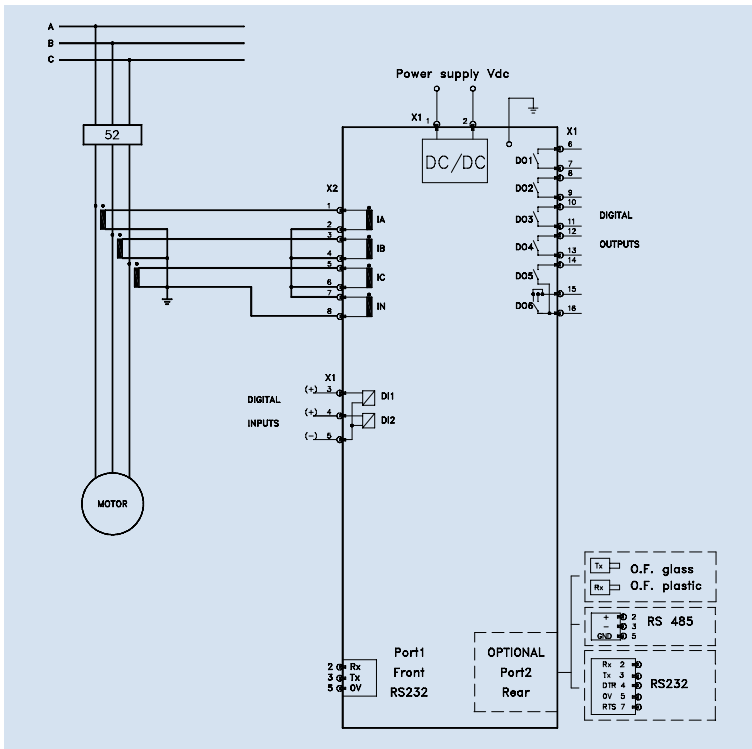 A
B
C
52
Power supply Vdc
X1 1 2
DC/DC
X2
1
2
3
4
5
6
7
8
IA
IB
IC
IN
X1
6
7
8
9
10
11
12
13
14
15
16
DO1
DO2
DO3
DO4
DO5
DO6
DIGITAL
OUTPUTS
X1
DIGITAL
INPUTS
(+) 3
(+) 4
(-) 5
DI1
DI2
MOTOR
2 Rx
3 Tx
5 0V
Port1
Front
RS232
OPTIONAL
Port2
Rear
Tx
Rx
O.F. glass
O.F. plastic
+ 2
- 3
GND 5
RS 485
Rx 2
Tx 3
DTR 4
0V 5
RTS 7
RS232